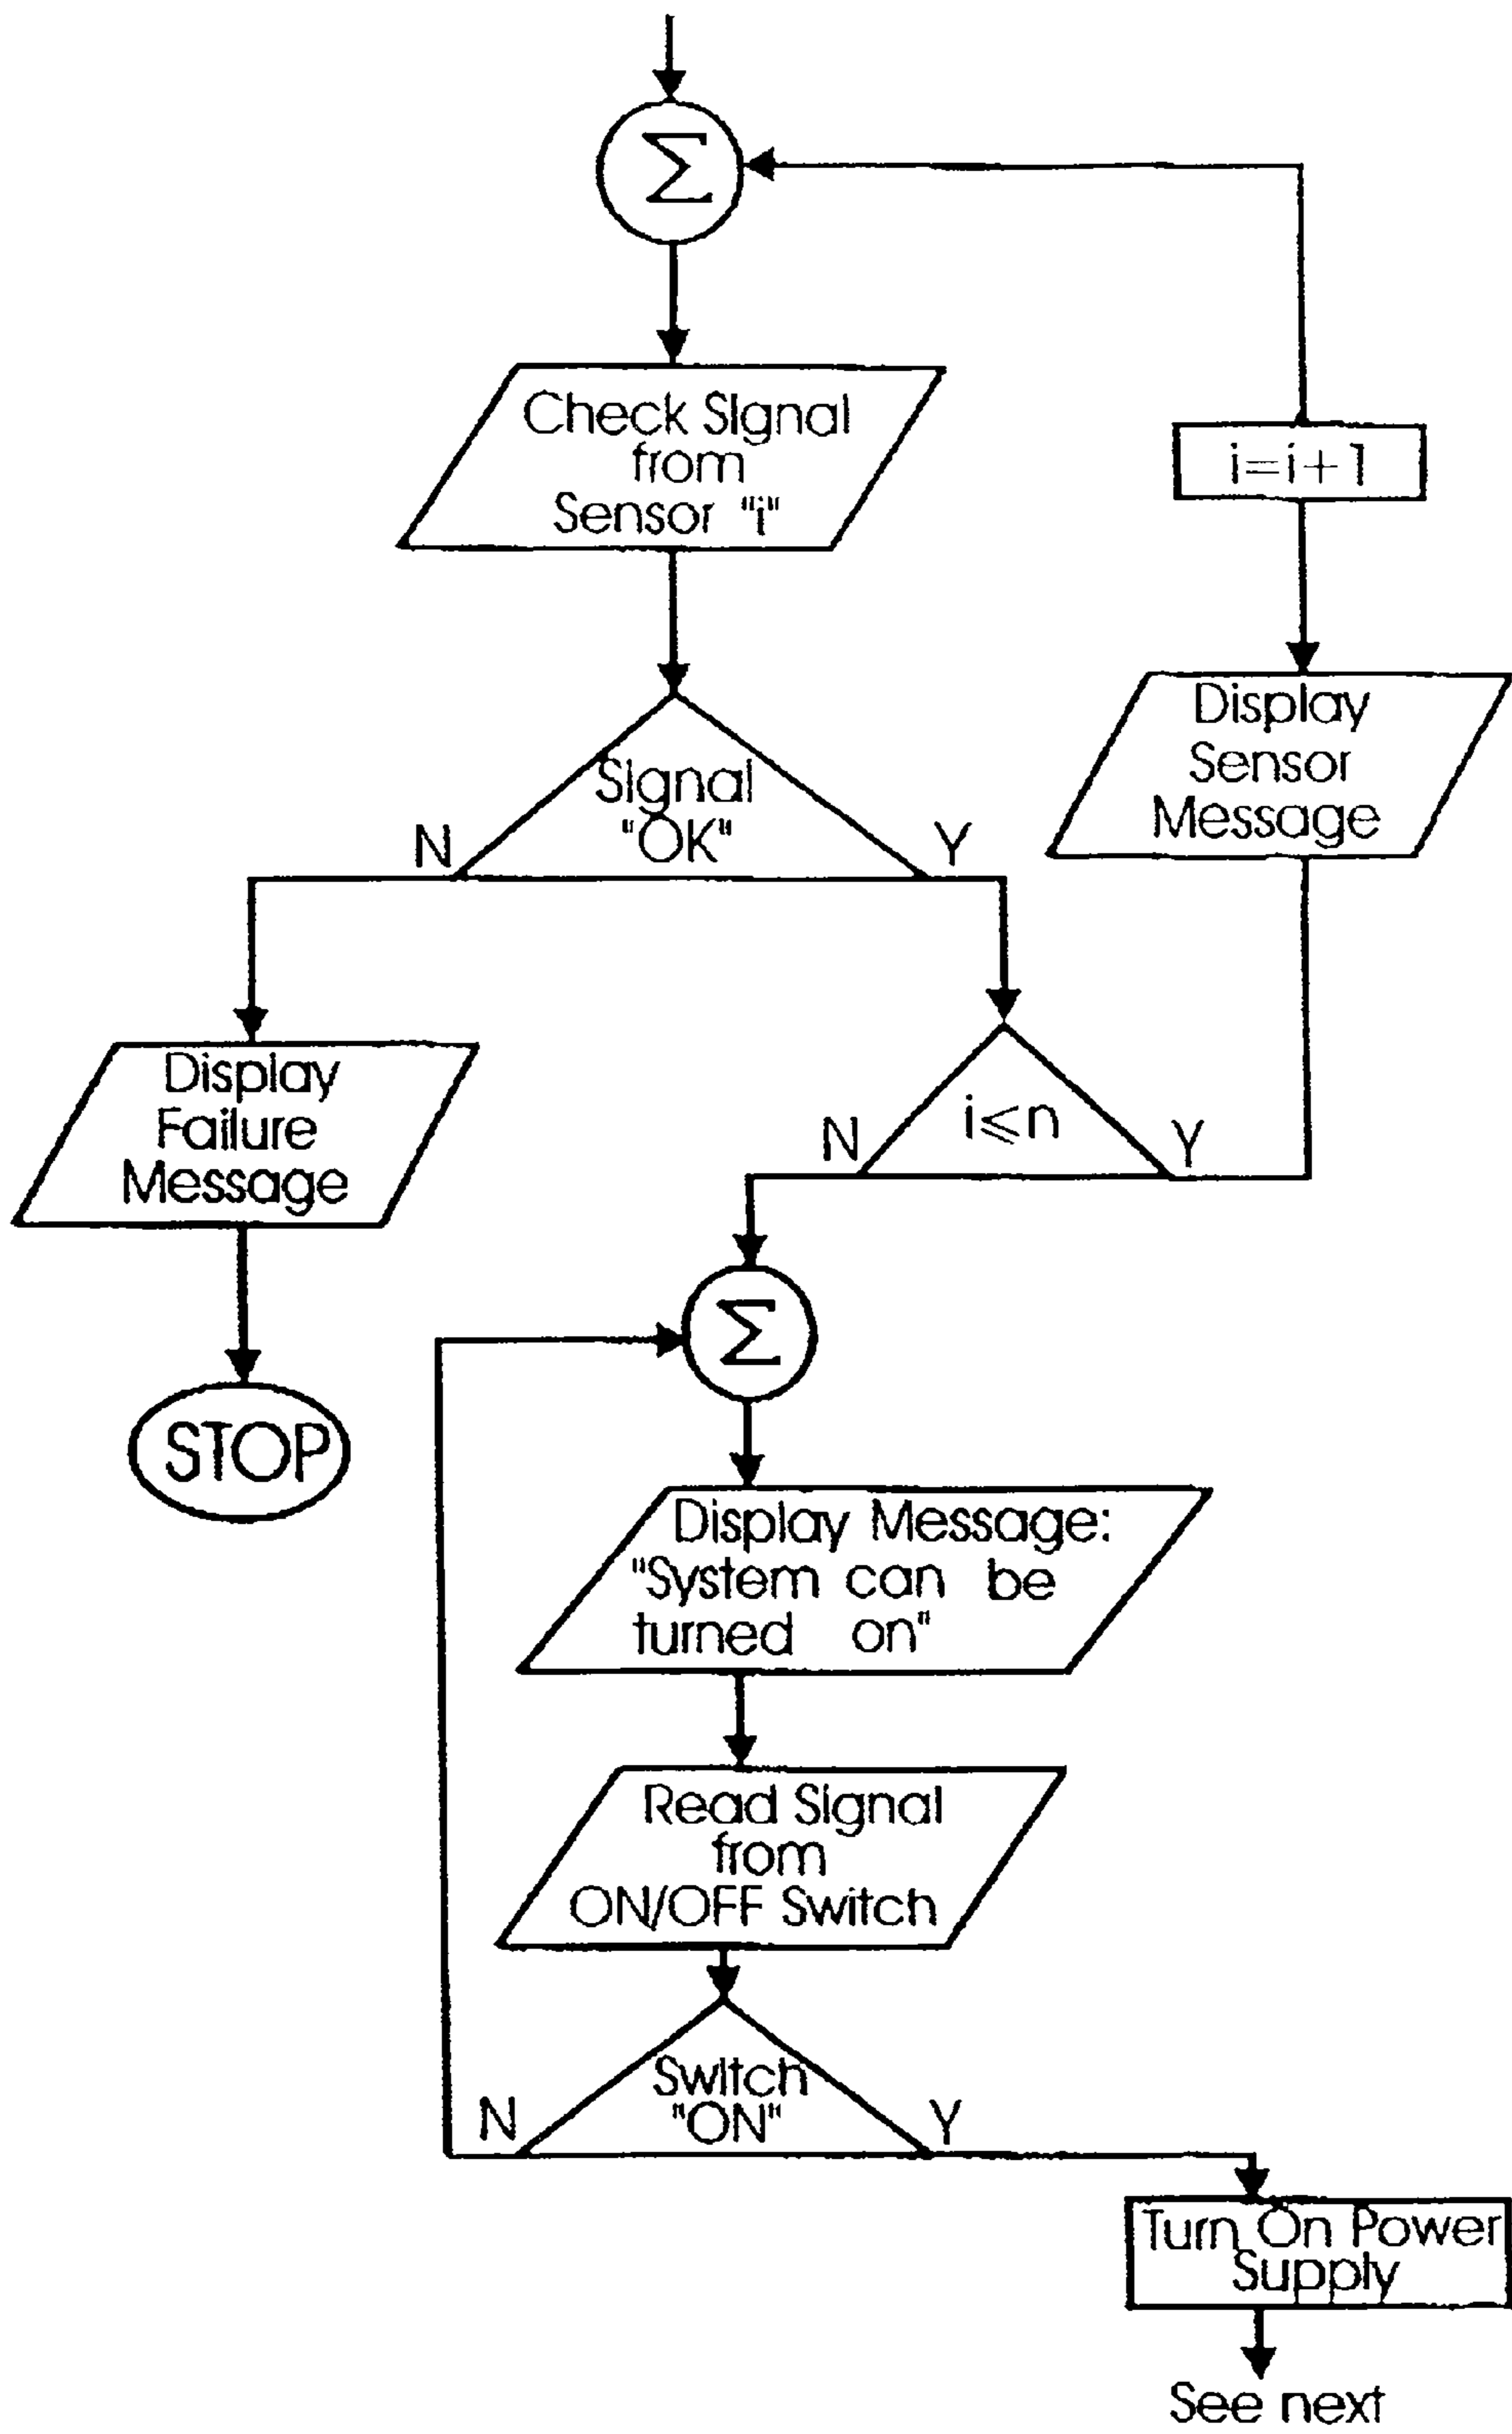 Σ
Check Signal
from
Sensor "i"
i=i+1
Display
Sensor
Message
Signal
"OK"
N
Y
Display
Failure
Message
i≤n
N
Y
STOP
Σ
Display Message:
"System can be
turned on"
Read Signal
from
ON/OFF Switch
Switch
"ON"
N
Y
Turn On Power
Supply
See next